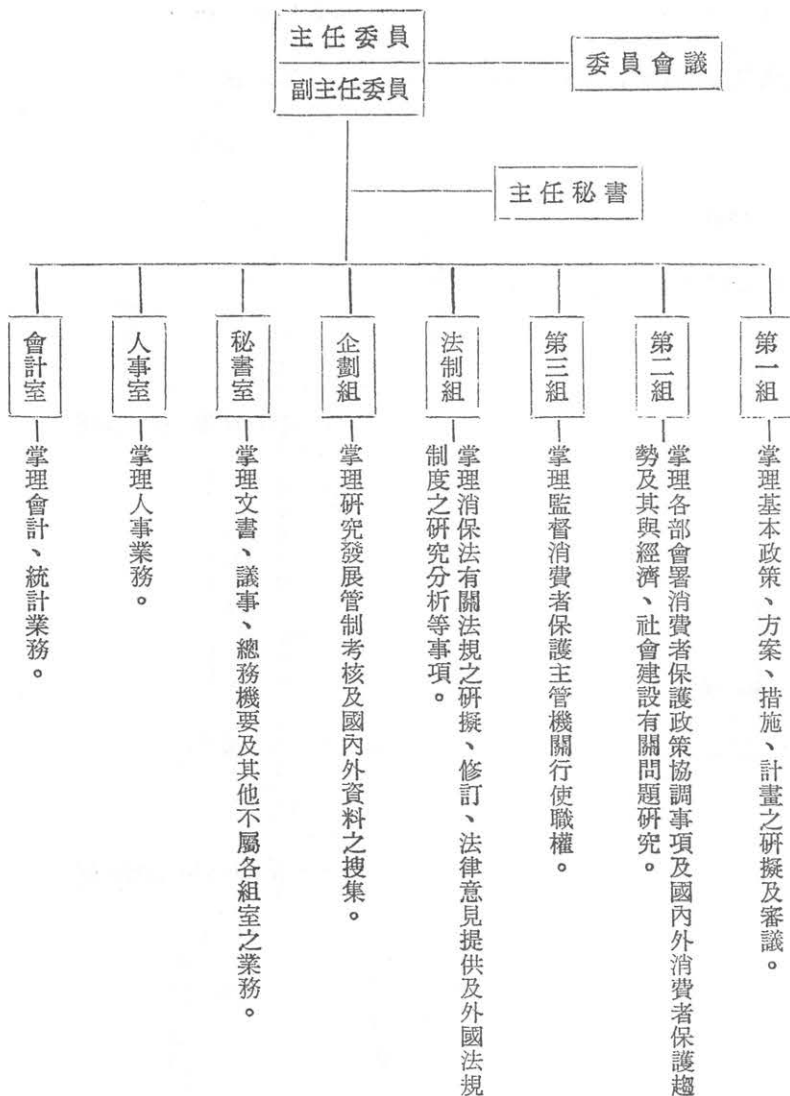 主任委員
副主任委員
委員會議
主任秘書
第一組
掌理基本政策、方案、措施、計畫之研擬及審議。
第二組
掌理各部會署消費者保護政策協調事項及國內外消費者保護趨
勢及其與經濟、社會建設有關問題研究。
第三組
掌理監督消費者保護主管機關行使職權。
法制組
掌理消保法有關法規之研擬、修訂、法律意見提供及外國法規
制度之研究分析等事項。
企劃組
掌理研究發展管制考核及國內外資料之搜集。
秘書室
掌理文書、議事、總務機要及其他不屬各組室之業務。
人事室
掌理人事業務。
會計室
掌理會計、統計業務。